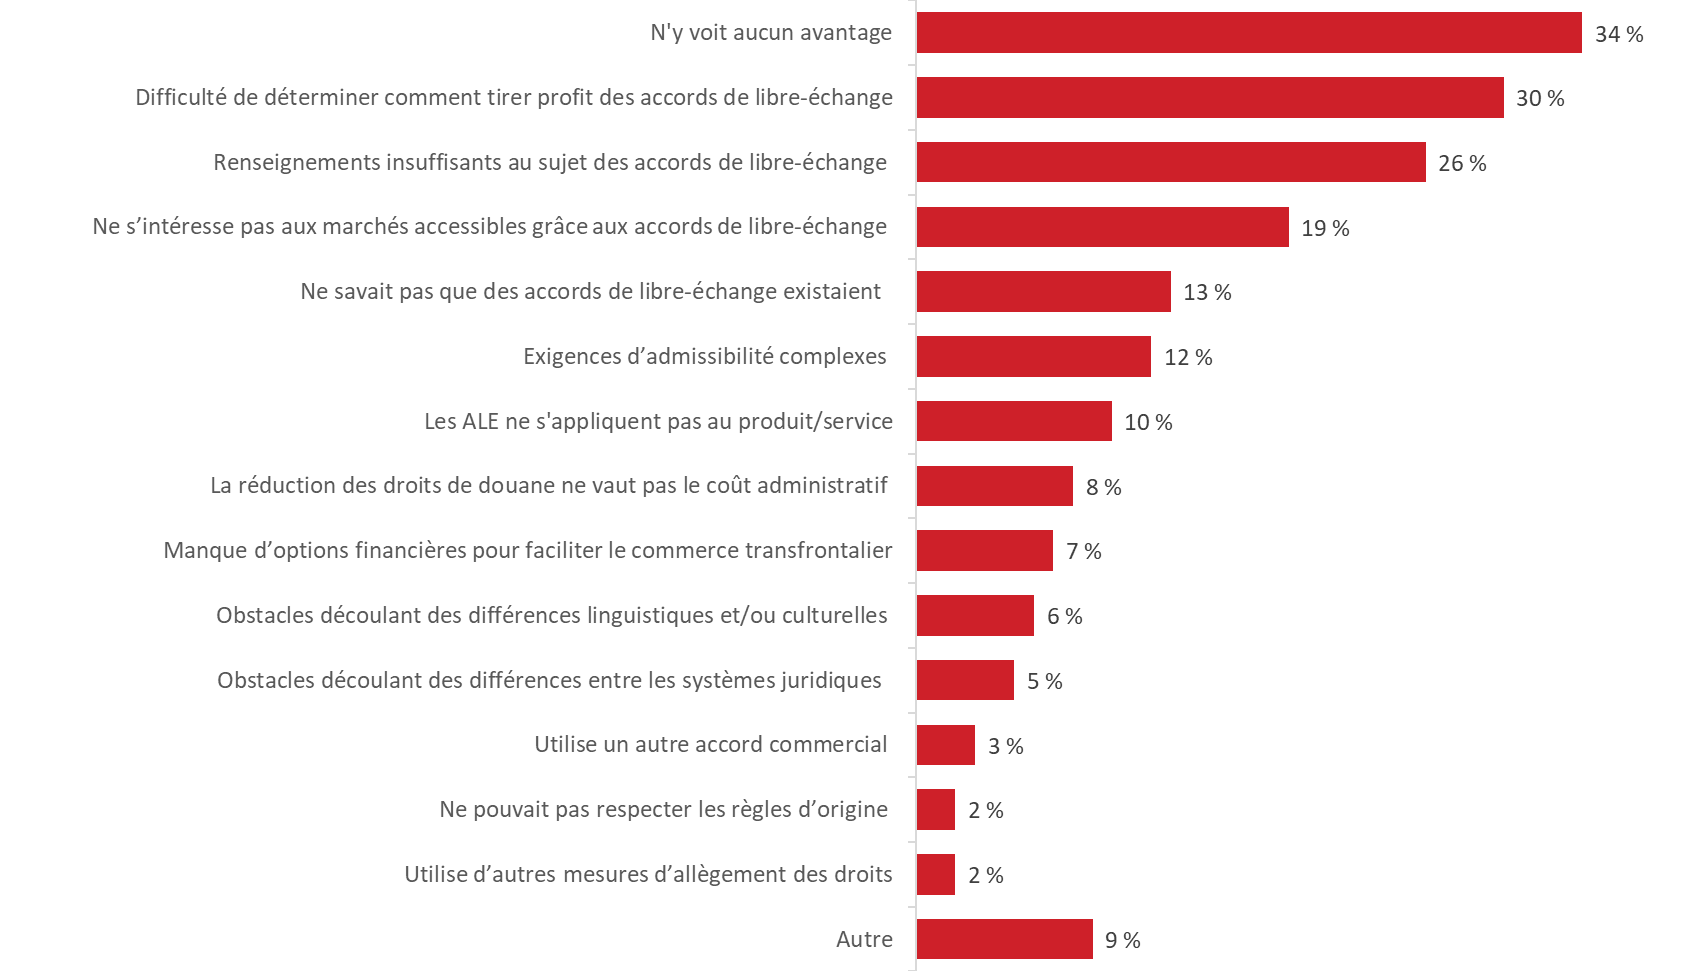 N'y voit aucun avantage 34 %
Difficulté de déterminer comment tirer profit des accords de libre-échange 30 %
Renseignements insuffisants au sujet des accords de libre-échange 26 %
Ne s’intéresse pas aux marchés accessibles grâce aux accords de libre-échange 19 %
Ne savait pas que des accords de libre-échange existaient 13 %
Exigences d’admissibilité complexes 12 %
Les ALE ne s'appliquent pas au produit/service 10 %
La réduction des droits de douane ne vaut pas le coût administratif 8 %
Manque d’options financières pour faciliter le commerce transfrontalier 7 %
Obstacles découlant des différences linguistiques et/ou culturelles 6 %
Obstacles découlant des différences entre les systèmes juridiques 5 %
Utilise un autre accord commercial 3 %
Ne pouvait pas respecter les règles d’origine 2 %
Utilise d’autres mesures d’allègement des droits 2 %
Autre 9 %